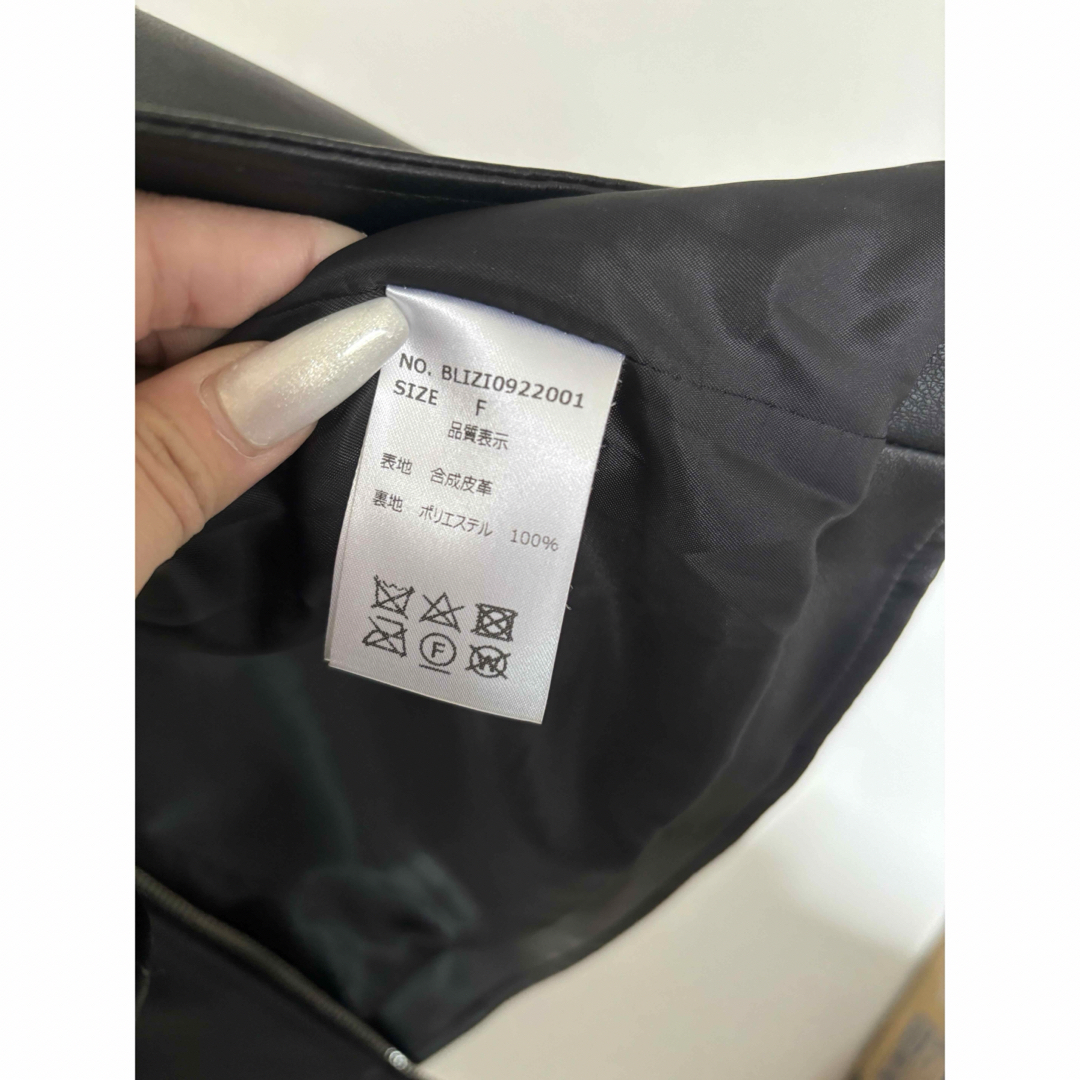 NO. BLIZI0922001
SIZE F
品質表示
表地 合成皮革
裏地 ポリエステル 100%
F
W